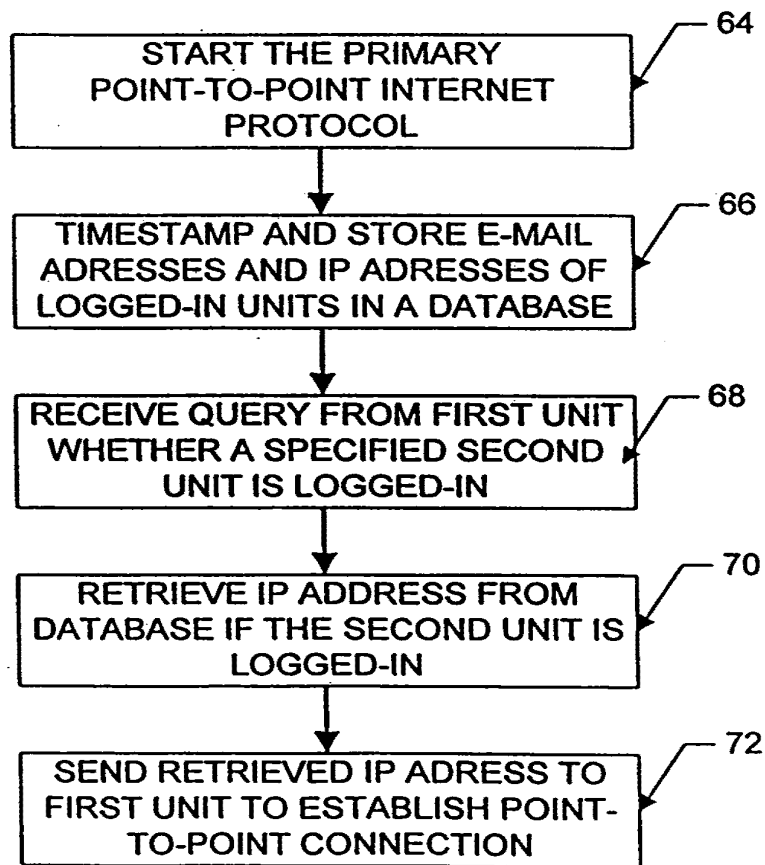 64
START THE PRIMARY
POINT-TO-POINT INTERNET
PROTOCOL
66
TIMESTAMP AND STORE E-MAIL
ADRESSES AND IP ADRESSES OF
LOGGED-IN UNITS IN A DATABASE
68
RECEIVE QUERY FROM FIRST UNIT
WHETHER A SPECIFIED SECOND
UNIT IS LOGGED-IN
70
RETRIEVE IP ADDRESS FROM
DATABASE IF THE SECOND UNIT IS
LOGGED-IN
72
SEND RETRIEVED IP ADRESS TO
FIRST UNIT TO ESTABLISH POINT-
TO-POINT CONNECTION